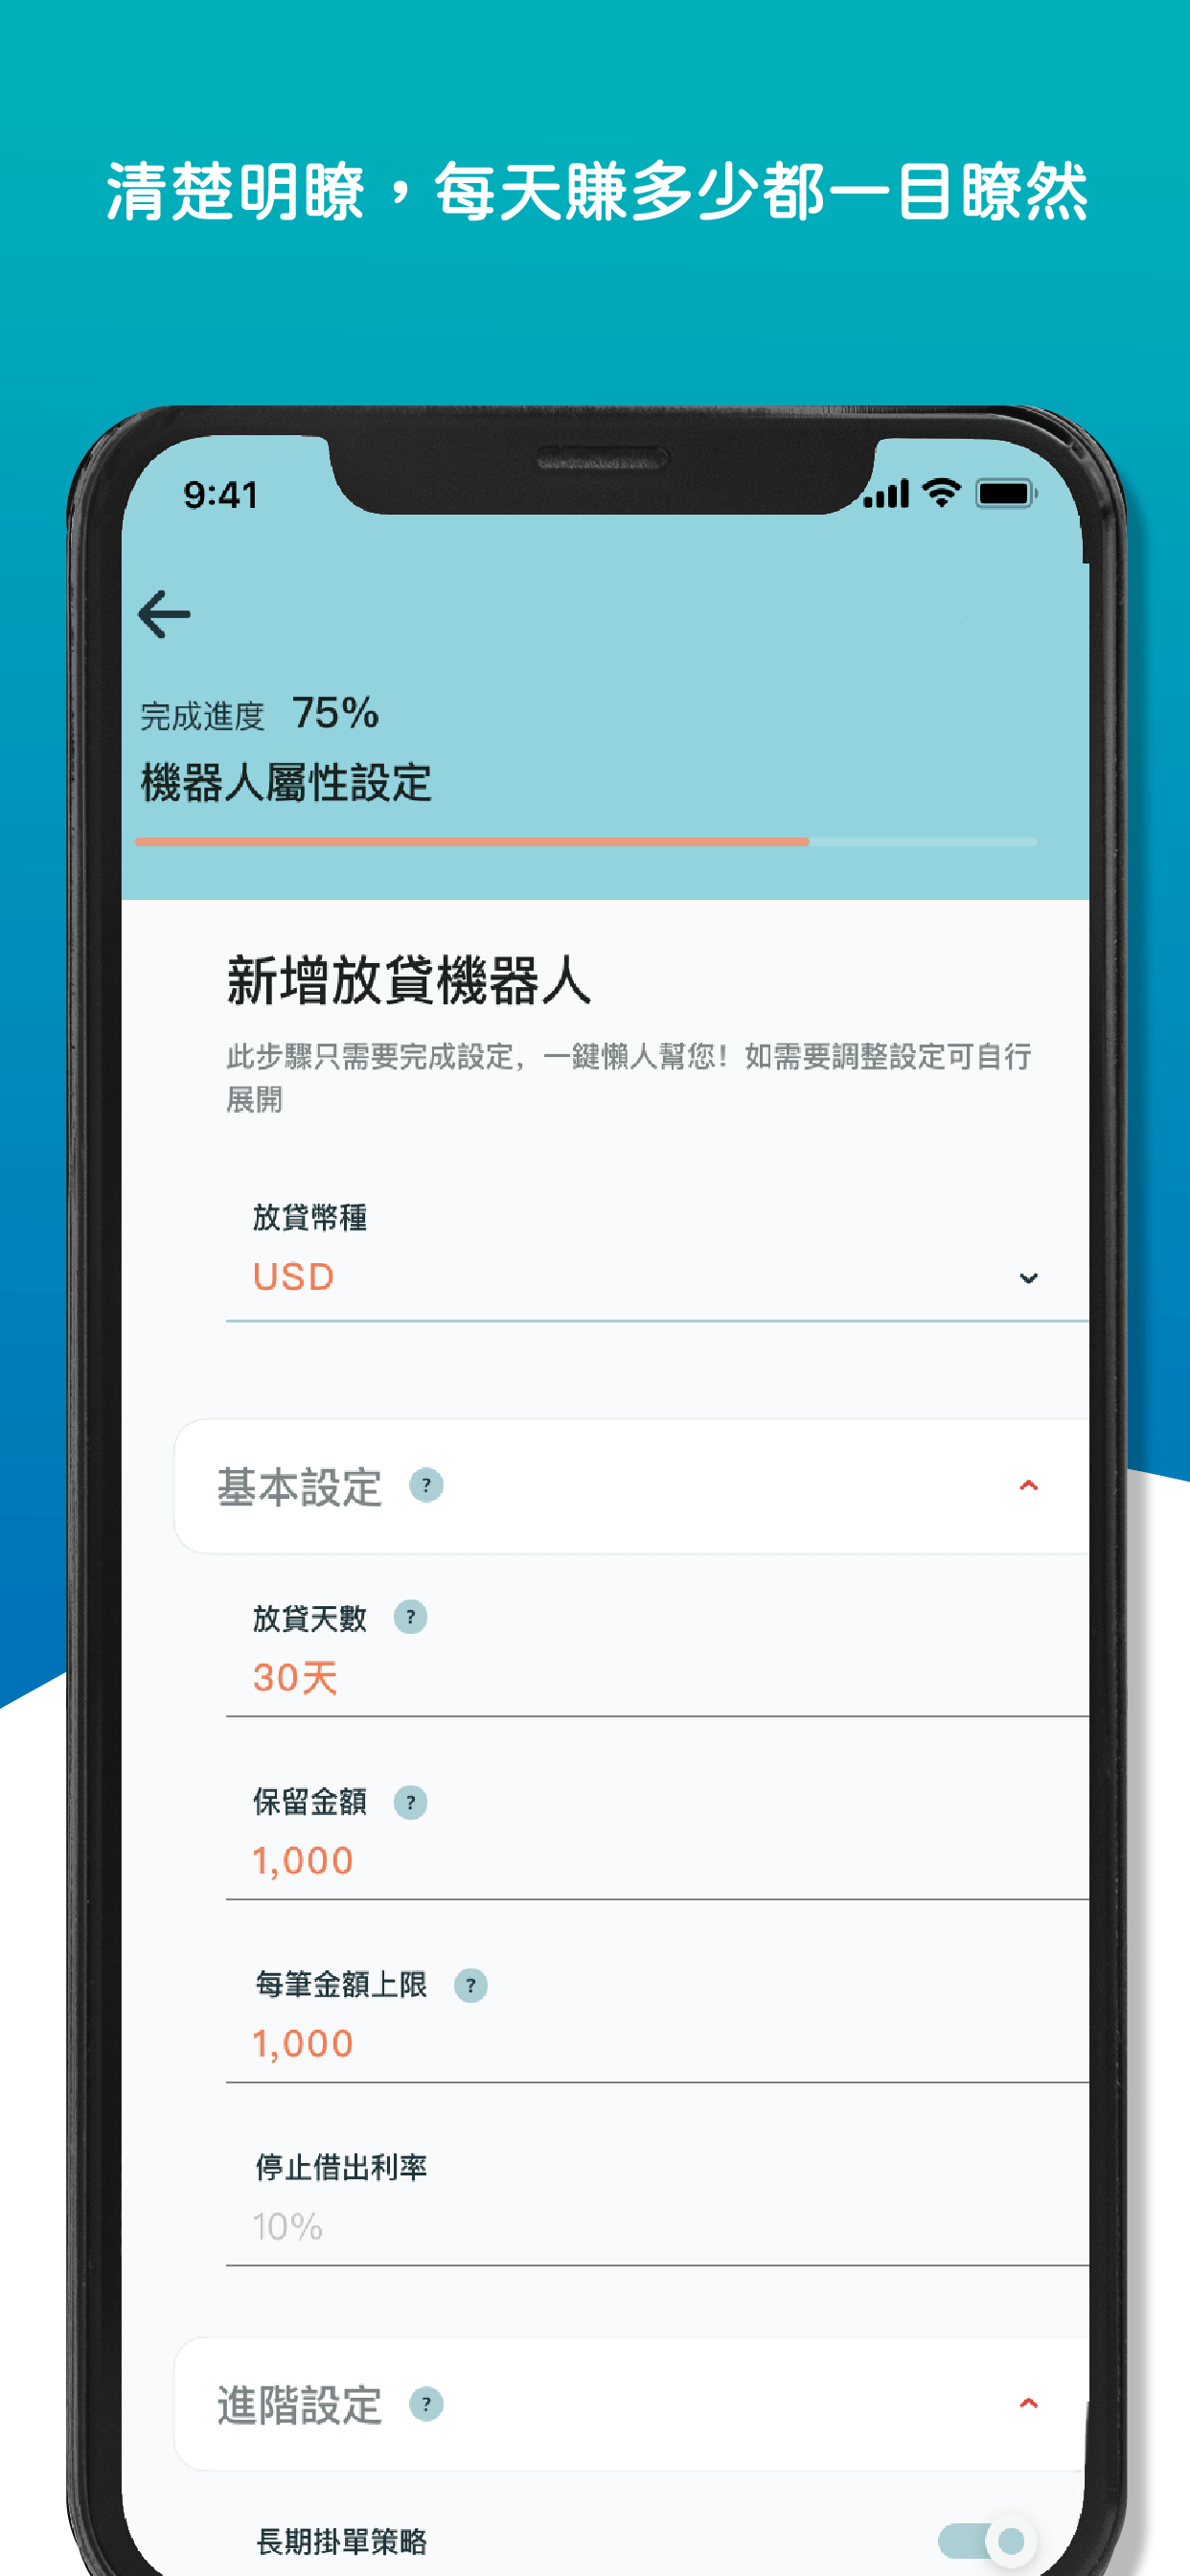 清楚明瞭，每天賺多少都一目瞭然
9:41
完成進度 75%
機器人屬性設定
新增放貸機器人
此步驟只需要完成設定，一鍵懶人幫您！如需要調整設定可自行
展開
放貸幣種
USD
基本設定 ?
放貸天數 ?
30天
保留金額 ?
1,000
每筆金額上限 ?
1,000
停止借出利率
10%
進階設定 ?
長期掛單策略